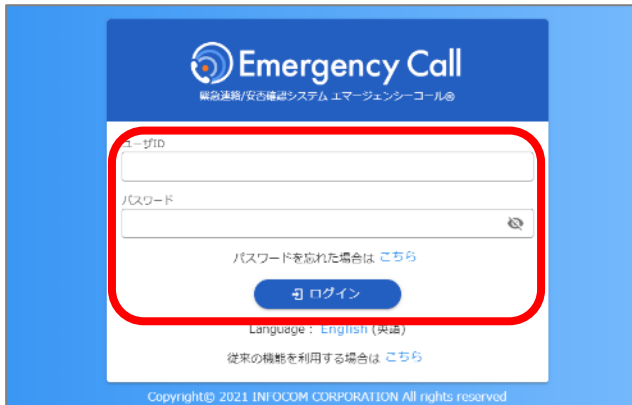 Emergency Call
緊急連絡/安否確認システム エマージェンシーコール®
ユーザID
パスワード
パスワードを忘れた場合は こちら
ログイン
Language： English (英語)
従来の機能を利用する場合は こちら
Copyright© 2021 INFOCOM CORPORATION All rights reserved